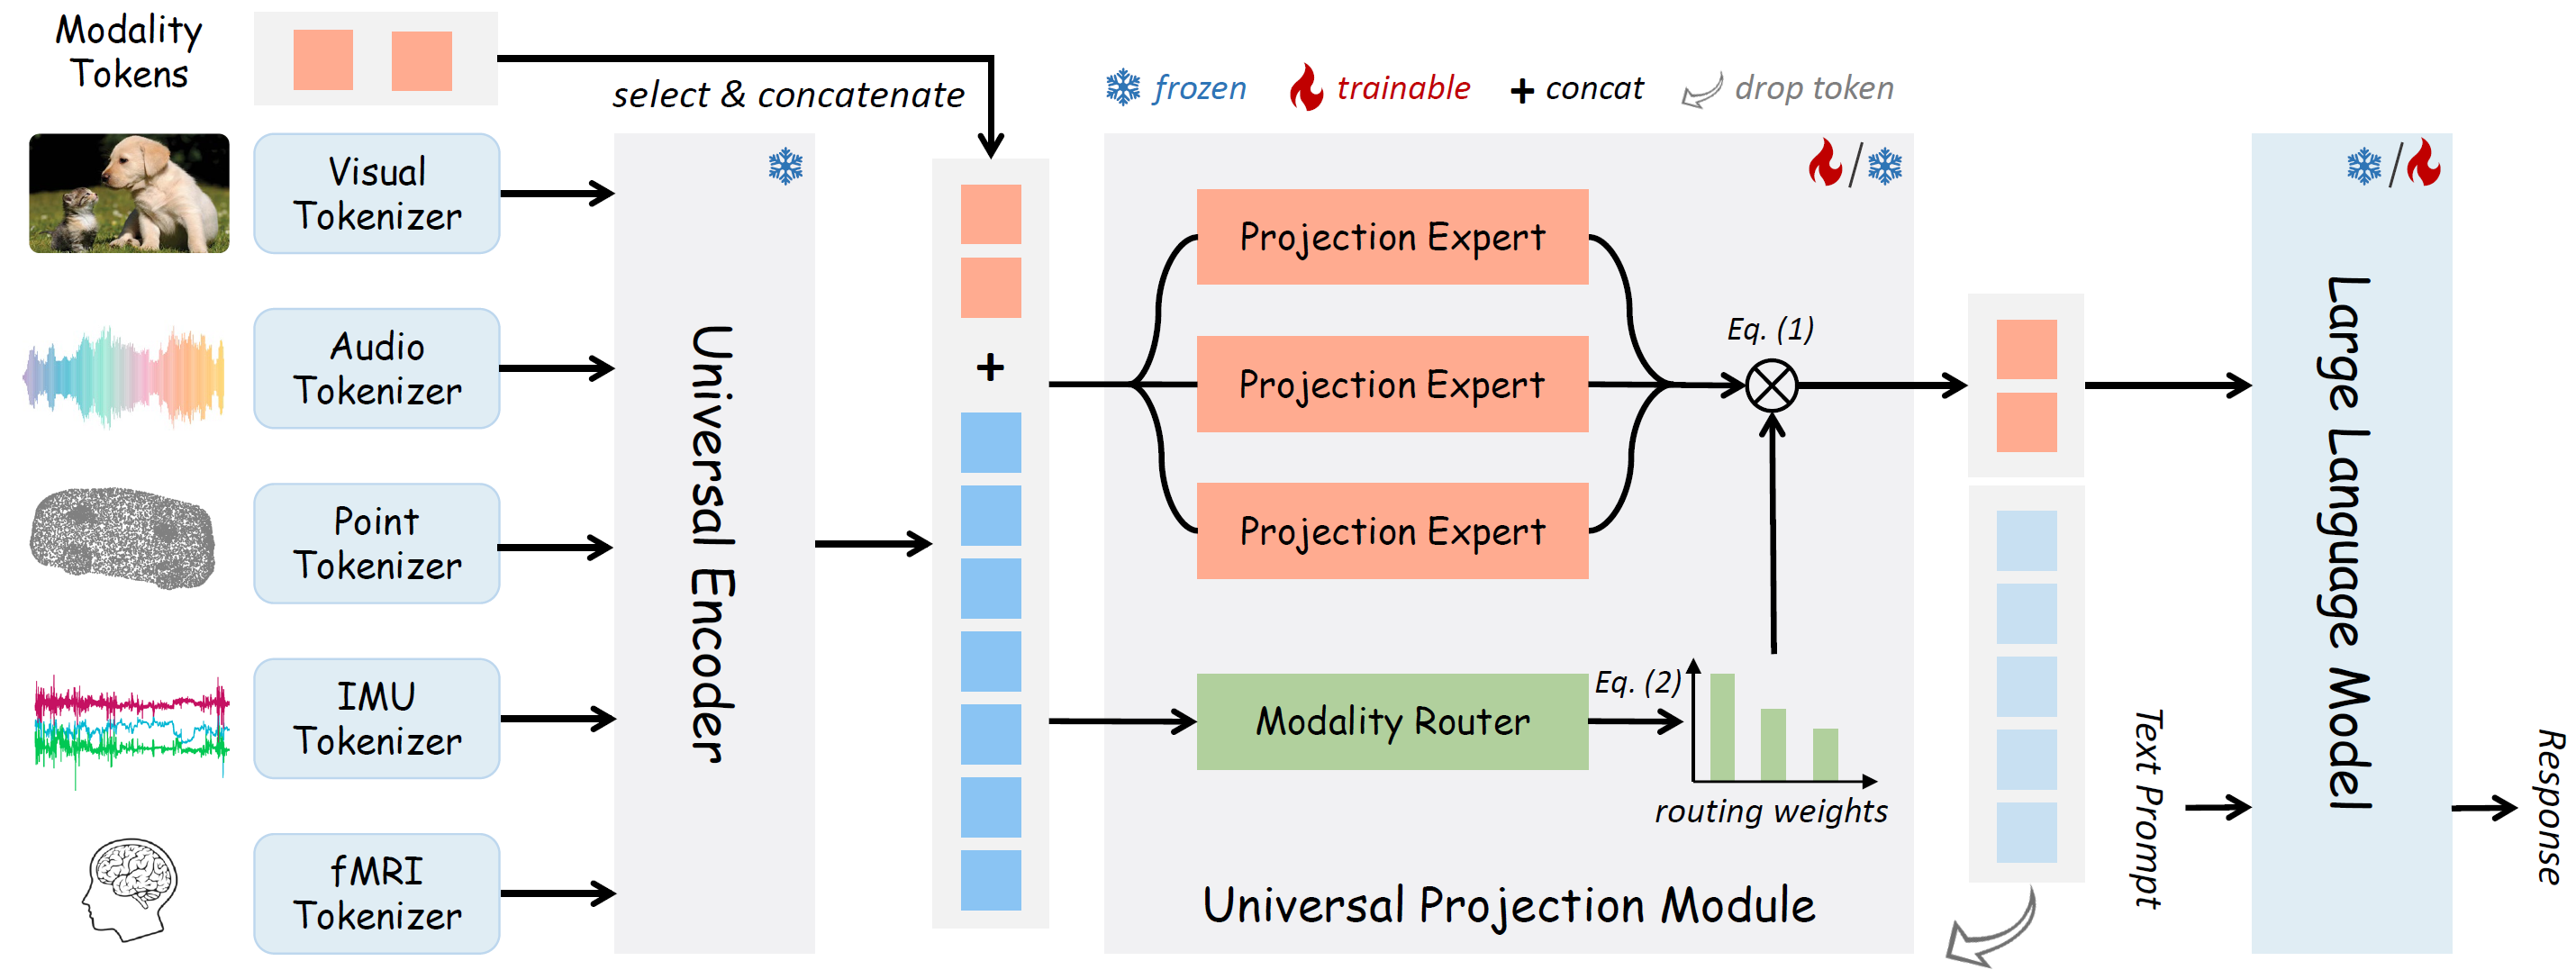 Modality
Tokens
select & concatenate
frozen
trainable
+ concat
drop token
Visual
Tokenizer
Audio
Tokenizer
Point
Tokenizer
IMU
Tokenizer
fMRI
Tokenizer
Universal Encoder
+
Projection Expert
Projection Expert
Projection Expert
Eq. (1)
Modality Router
Eq. (2)
routing weights
Universal Projection Module
/
Text Prompt
/
Large Language Model
Response